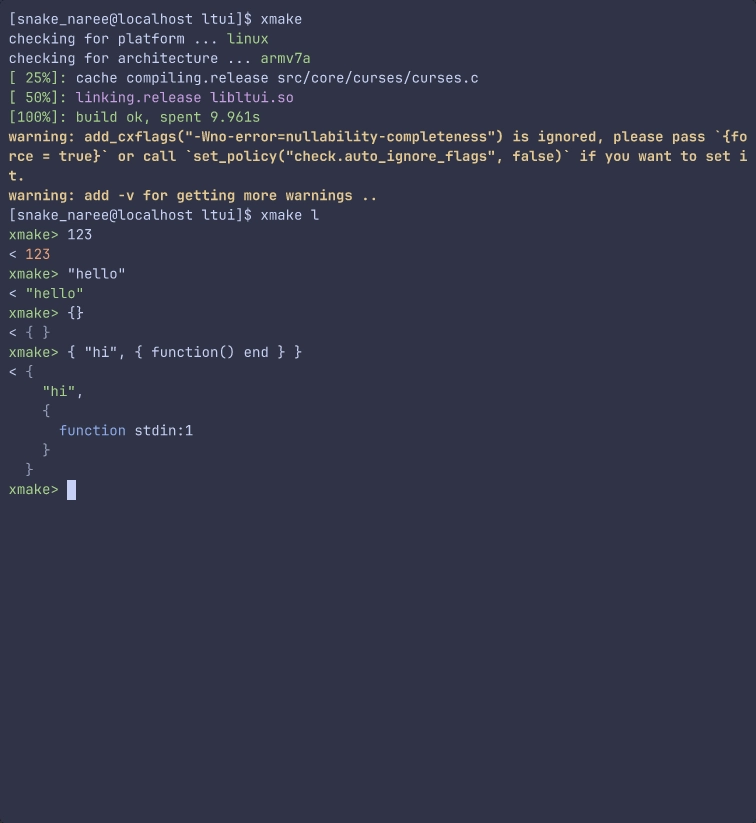 [snake_naree@localhost ltui]$ xmake
checking for platform ... linux
checking for architecture ... armv7a
[ 25%]: cache compiling.release src/core/curses/curses.c
[ 50%]: linking.release libltui.so
[100%]: build ok, spent 9.961s
warning: add_cxflags("-Wno-error=nullability-completeness") is ignored, please pass `{fo
rce = true}` or call `set_policy("check.auto_ignore_flags", false)` if you want to set i
t.
warning: add -v for getting more warnings ..
[snake_naree@localhost ltui]$ xmake l
xmake> 123
< 123
xmake> "hello"
< "hello"
xmake> {}
< { }
xmake> { "hi", { function() end } }
< {
    "hi",
    {
      function stdin:1
    }
  }
xmake>